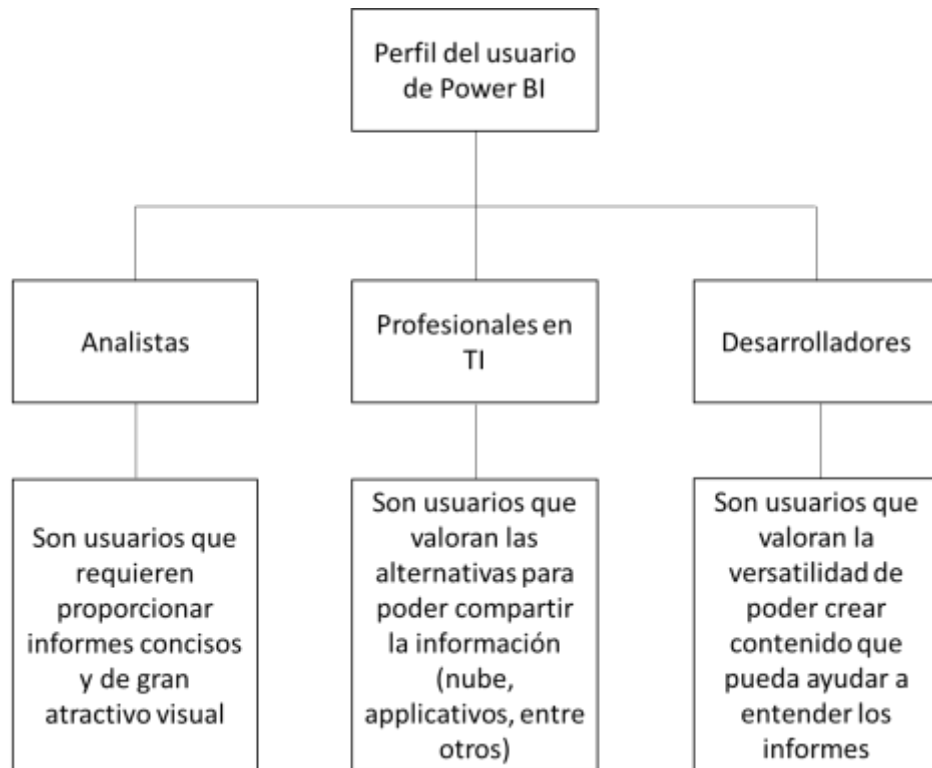 Perfil del usuario
de Power BI
Analistas
Profesionales en
TI
Desarrolladores
Son usuarios que
requieren
proporcionar
informes concisos
y de gran
atractivo visual
Son usuarios que
valoran las
alternativas para
poder compartir
la información
(nube,
applicativos, entre
otros)
Son usuarios que
valoran la
versatilidad de
poder crear
contenido que
pueda ayudar a
entender los
informes